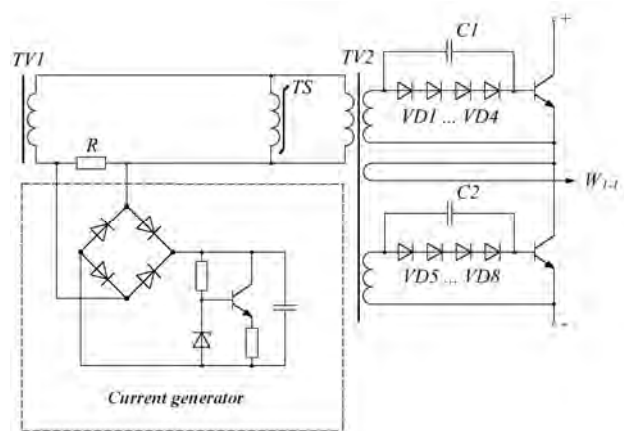 C1
+
TV1
TV2
TS
VD1 ... VD4
R
W1-1
C2
VD5 ... VD8
-
Current generator